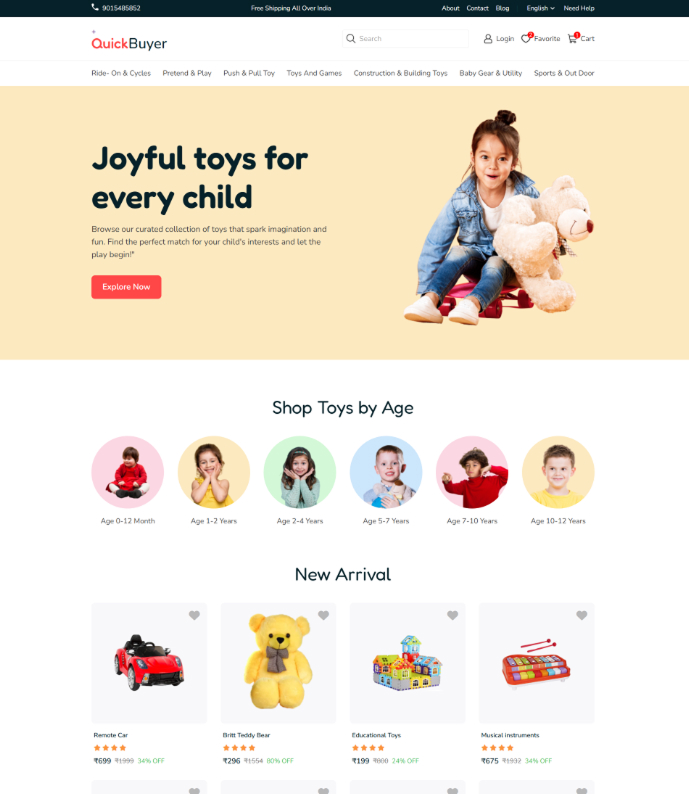 9015485852 Free Shipping All Over India About Contact Blog English Need Help
QuickBuyer Search Login 2 Favorite 1 Cart
Ride- On & Cycles Pretend & Play Push & Pull Toy Toys And Games Construction & Building Toys Baby Gear & Utility Sports & Out Door
Joyful toys for
every child
Browse our curated collection of toys that spark imagination and
fun. Find the perfect match for your child's interests and let the
play begin!"
Explore Now
Shop Toys by Age
Age 0-12 Month Age 1-2 Years Age 2-4 Years Age 5-7 Years Age 7-10 Years Age 10-12 Years
New Arrival
Remote Car Britt Teddy Bear Educational Toys Musical instruments
₹699 ₹1999 34% OFF ₹296 ₹1554 80% OFF ₹199 ₹800 24% OFF ₹675 ₹1932 34% OFF